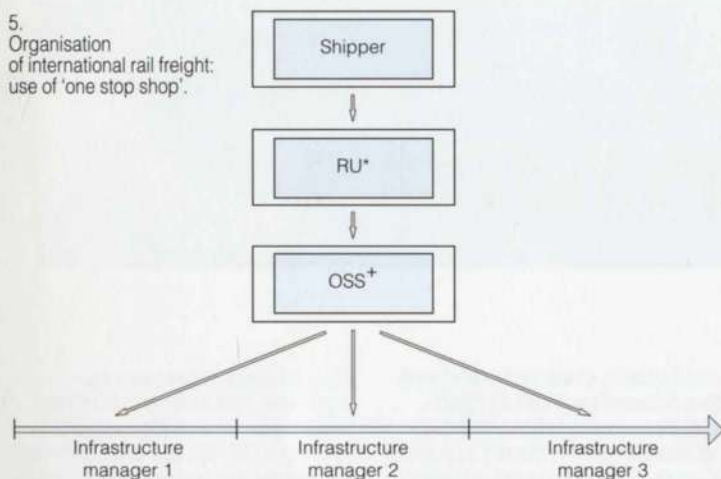 5.
Organisation
of international rail freight:
use of 'one stop shop'.
Shipper
RU*
OSS+
Infrastructure
manager 1
Infrastructure
manager 2
Infrastructure
manager 3